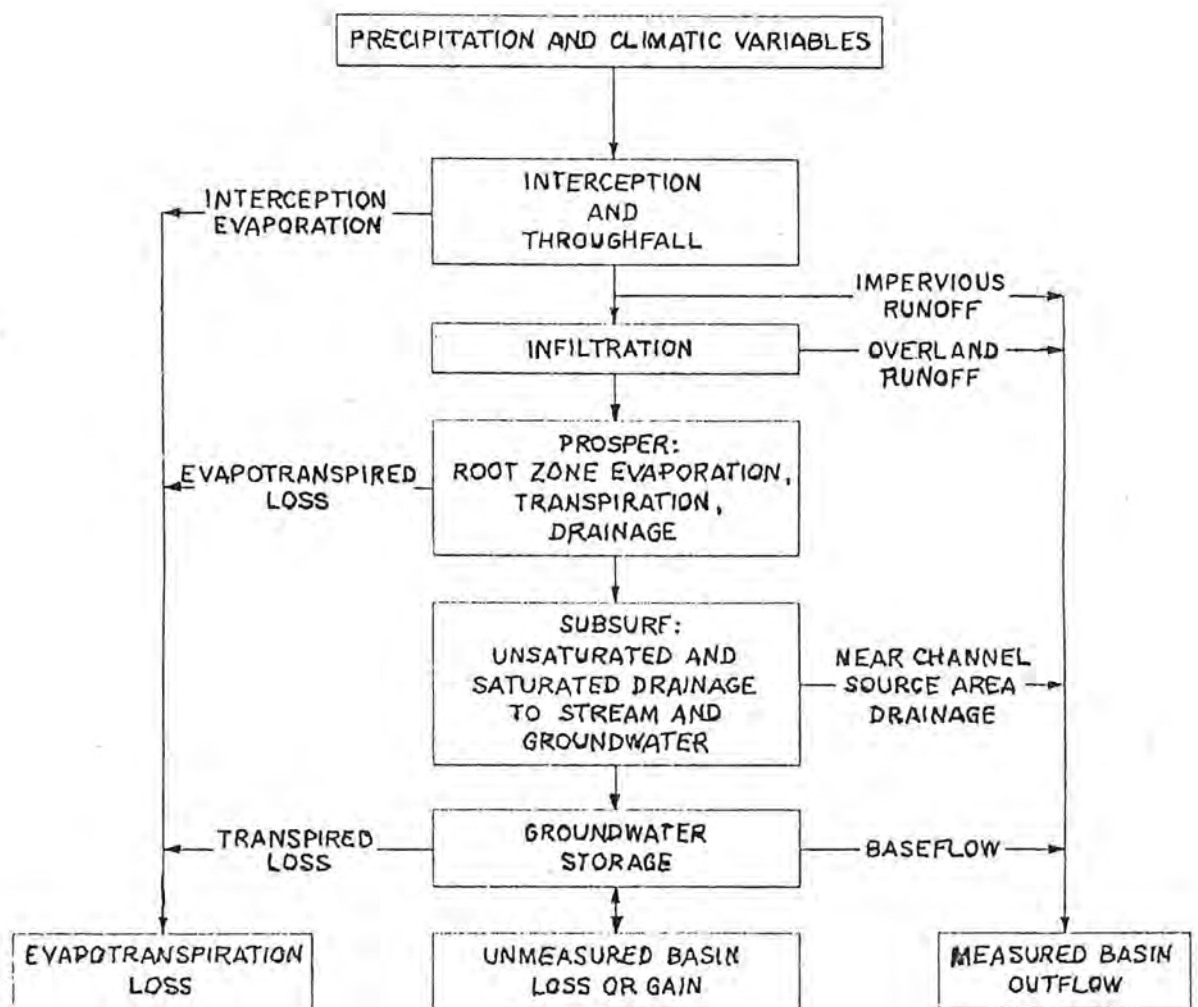 PRECIPITATION AND CLIMATIC VARIABLES
INTERCEPTION
AND
THROUGHFALL
INTERCEPTION
EVAPORATION
IMPERVIOUS
RUNOFF
INFILTRATION
OVERLAND
RUNOFF
PROSPER:
ROOT ZONE EVAPORATION,
TRANSPIRATION,
DRAINAGE
EVAPOTRANSPIRED
LOSS
SUBSURF:
UNSATURATED AND
SATURATED DRAINAGE
TO STREAM AND
GROUNDWATER
NEAR CHANNEL
SOURCE AREA
DRAINAGE
TRANSPIRED
LOSS
GROUNDWATER
STORAGE
BASEFLOW
EVAPOTRANSPIRATION
LOSS
UNMEASURED BASIN
LOSS OR GAIN
MEASURED BASIN
OUTFLOW